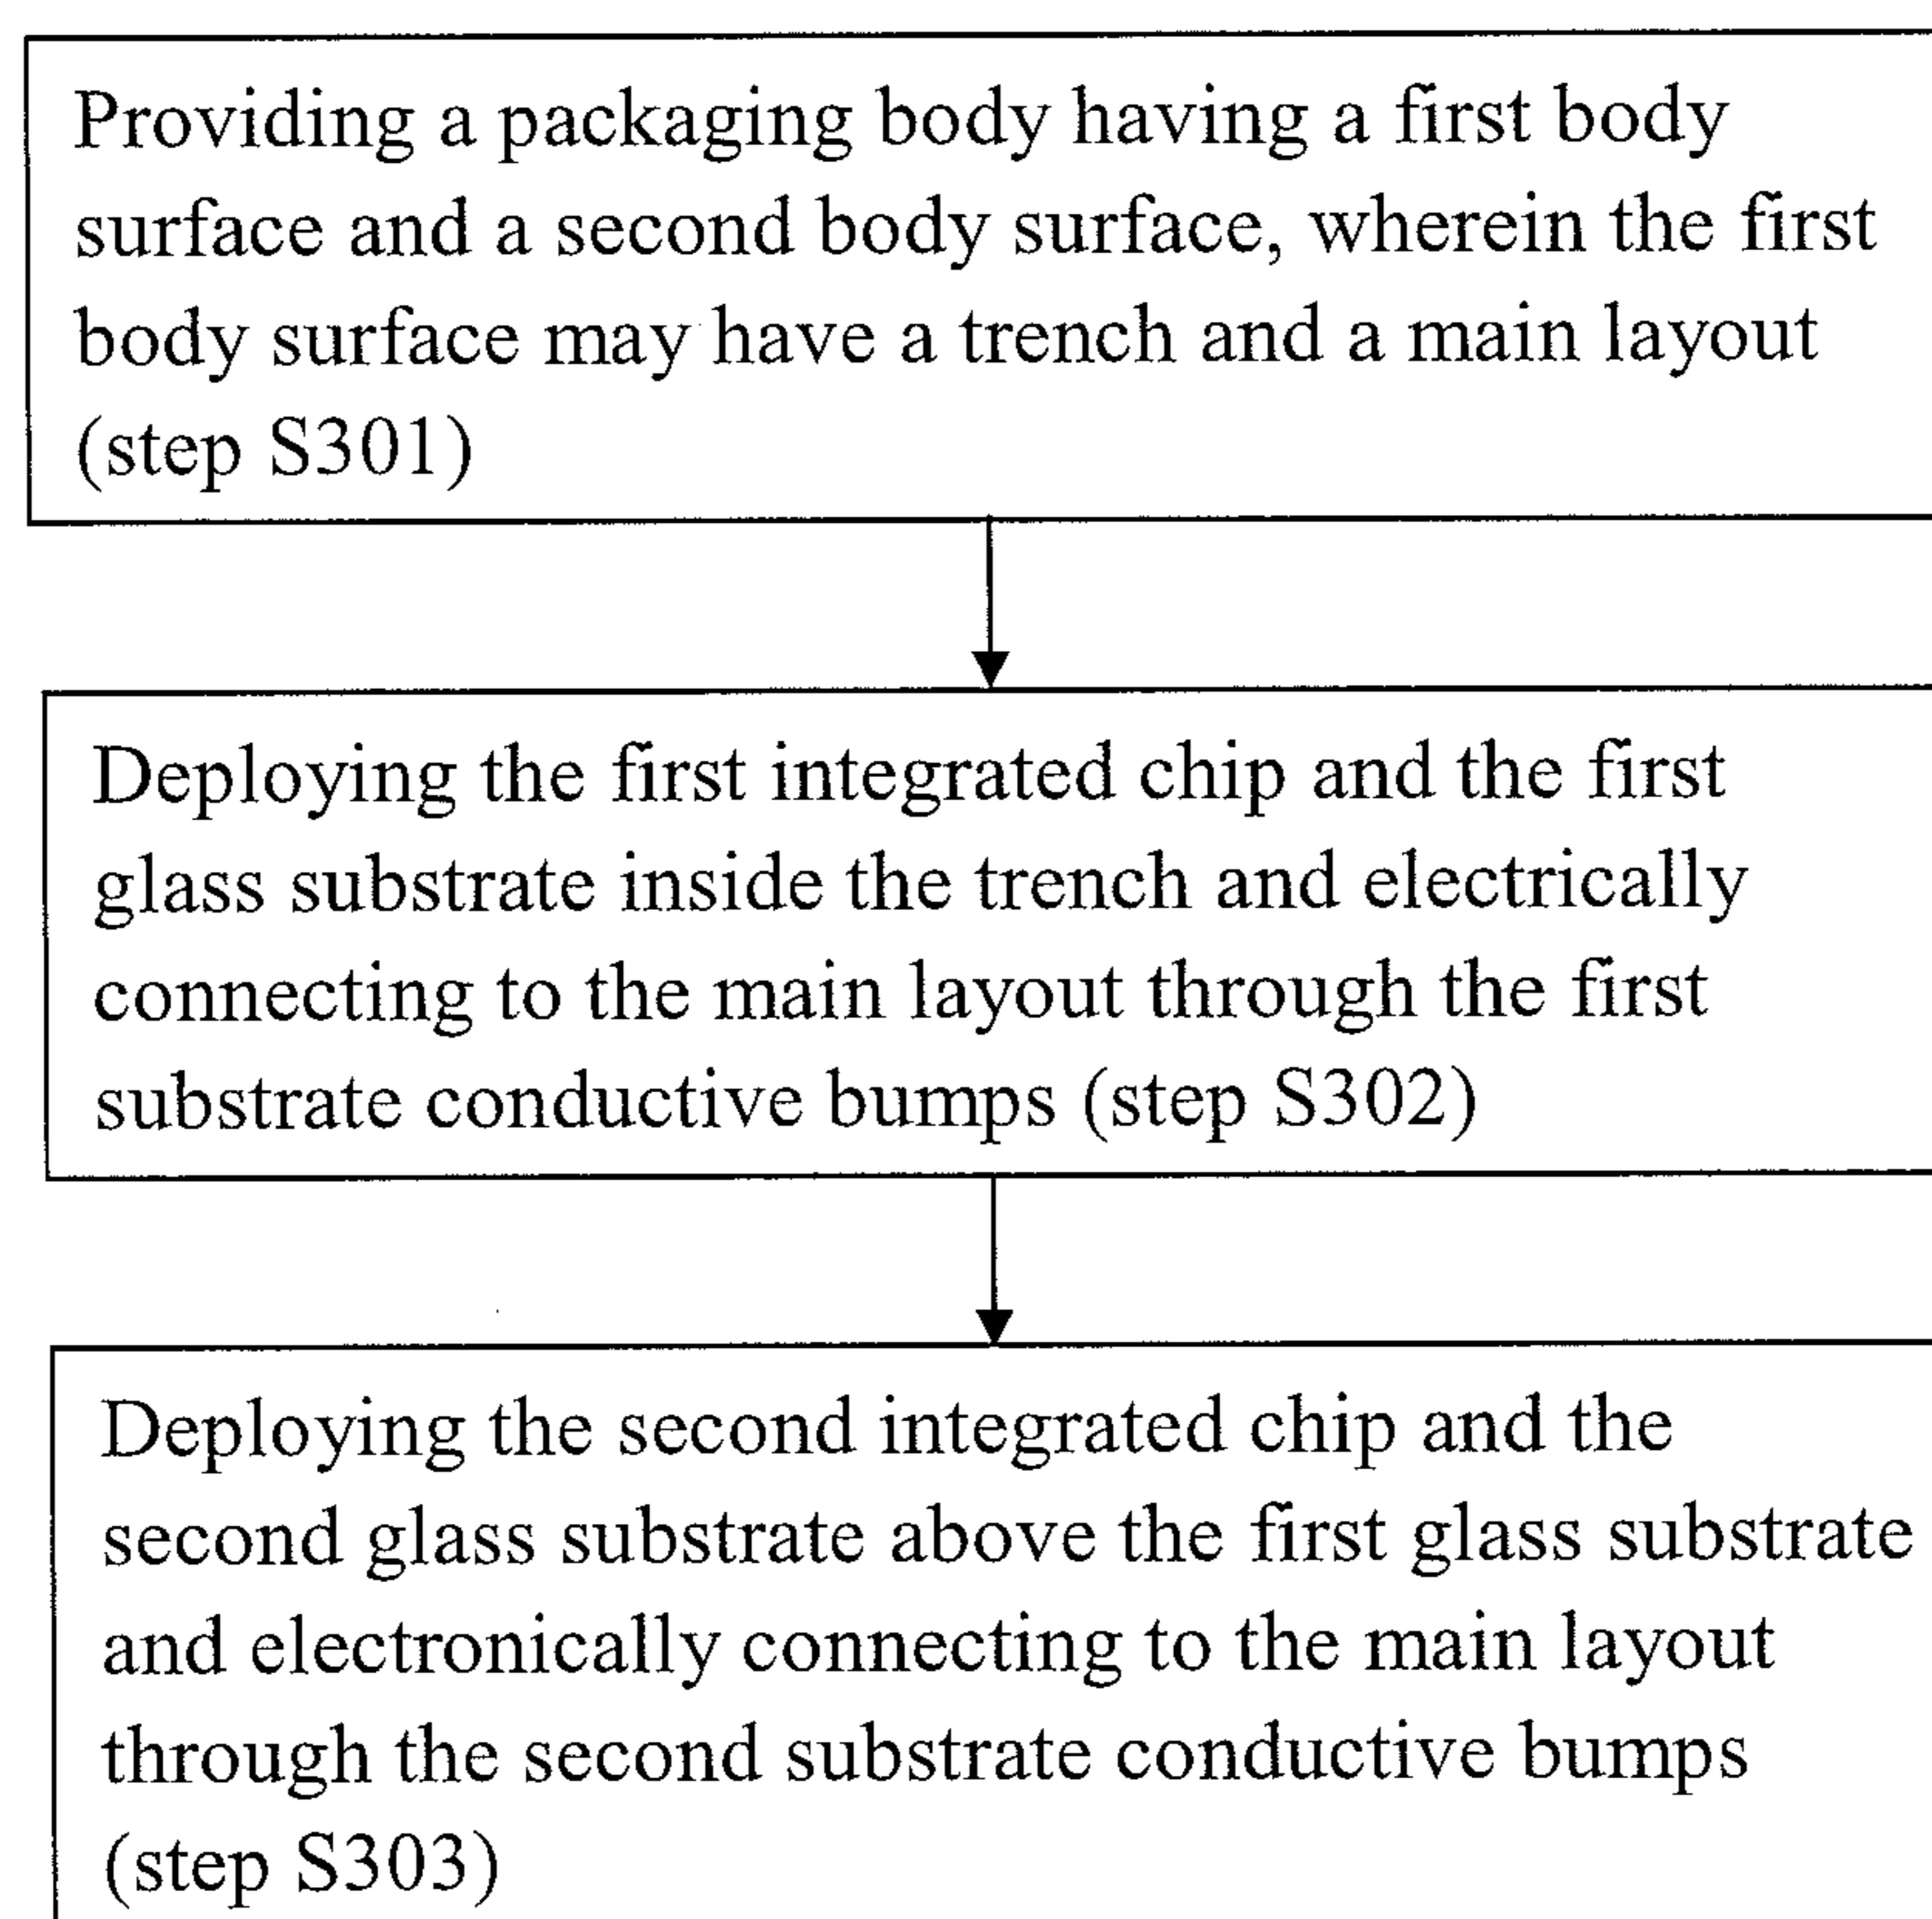 Providing a packaging body having a first body
surface and a second body surface, wherein the first
body surface may have a trench and a main layout
(step S301)
Deploying the first integrated chip and the first
glass substrate inside the trench and electrically
connecting to the main layout through the first
substrate conductive bumps (step S302)
Deploying the second integrated chip and the
second glass substrate above the first glass substrate
and electronically connecting to the main layout
through the second substrate conductive bumps
(step S303)